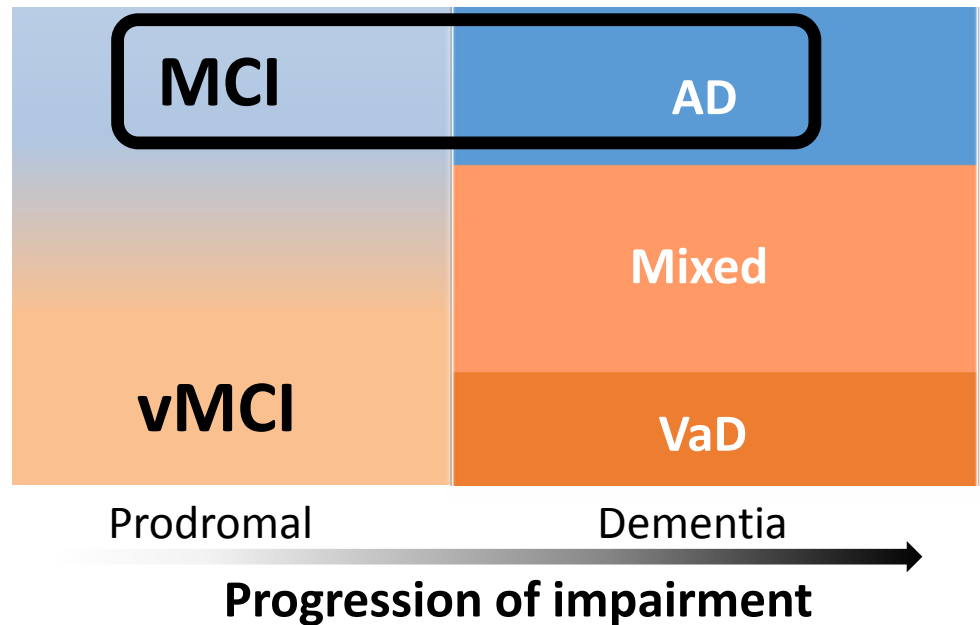 MCI
AD
Mixed
vMCI
VaD
Prodromal
Dementia
Progression of impairment